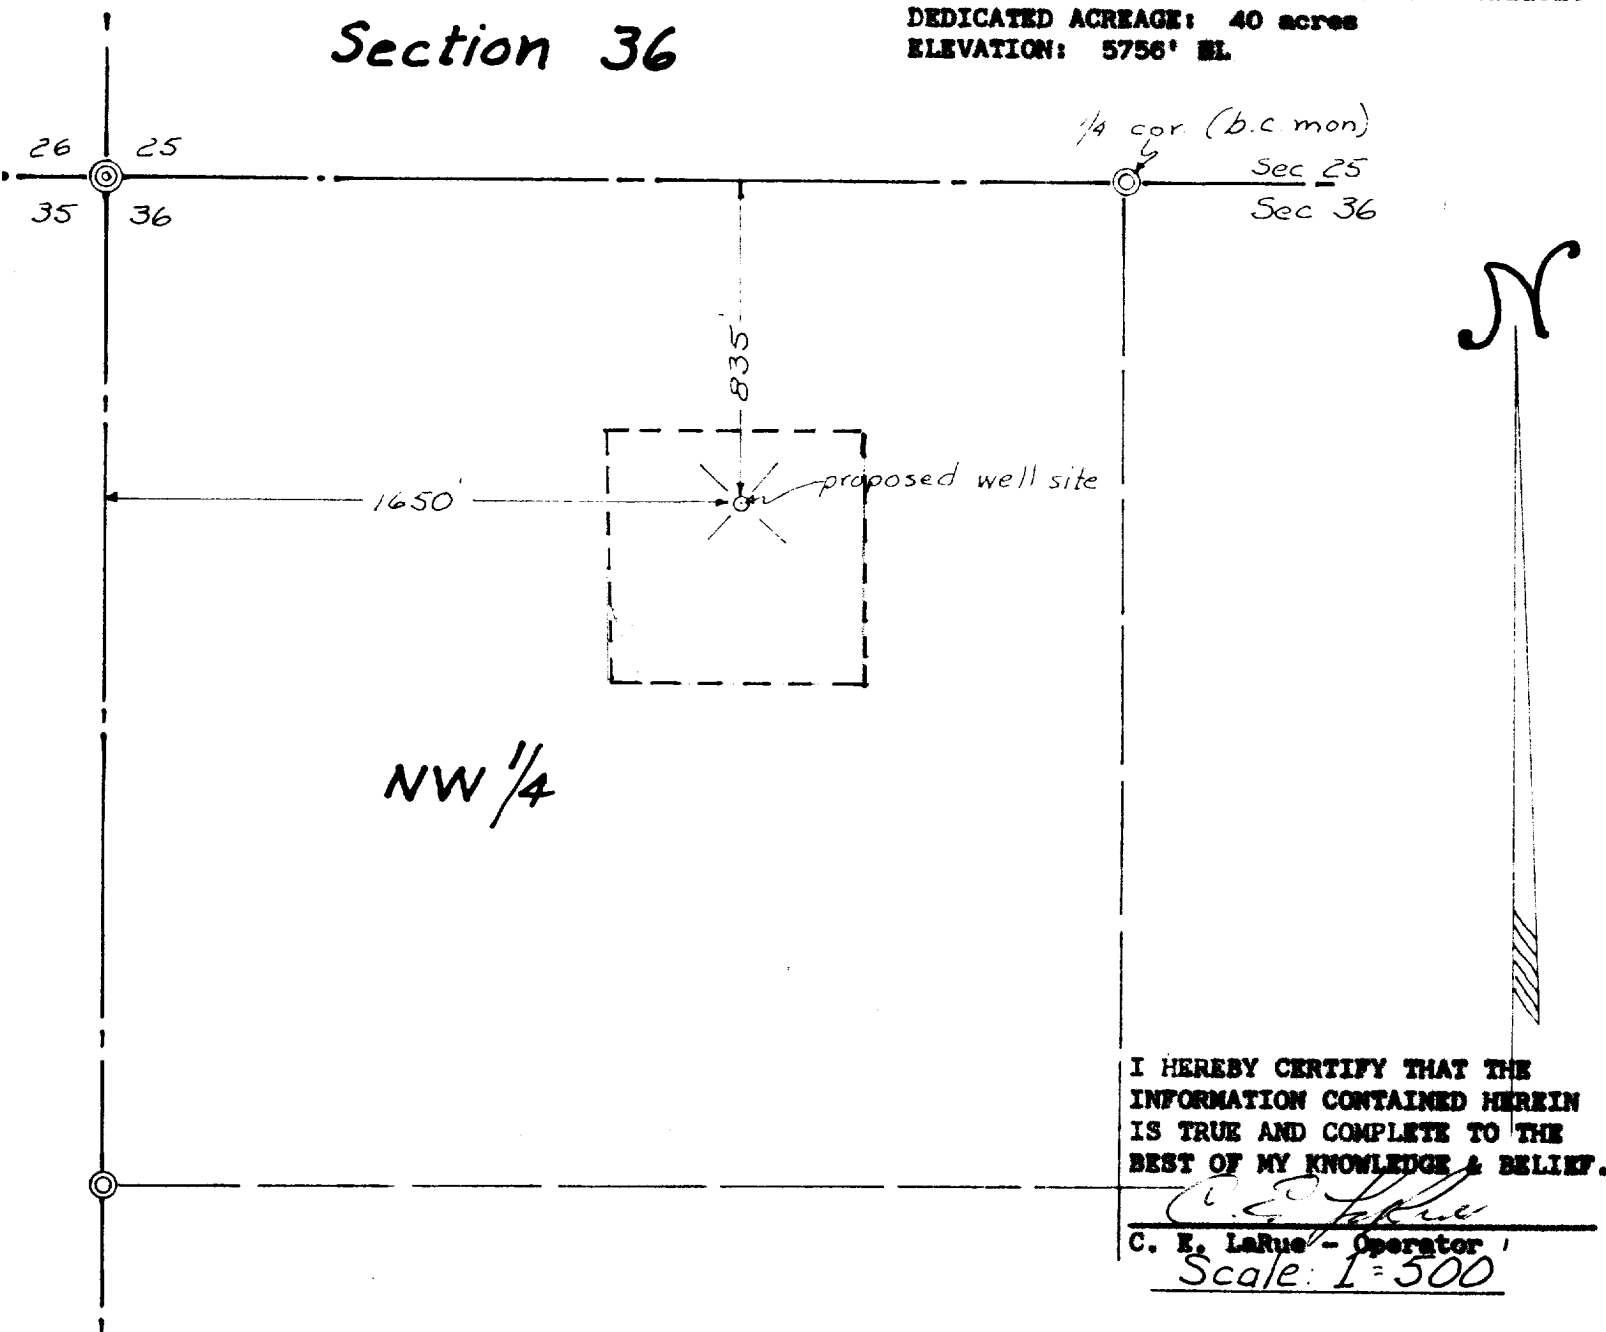 Section 36
DEDICATED ACREAGE: 40 acres
ELEVATION: 5756' EL
1/4 cor. (b.c. mon)
26 25
Sec 25
35 36
Sec 36
N
835'
proposed well site
1650'
NW 1/4
I HEREBY CERTIFY THAT THE
INFORMATION CONTAINED HEREIN
IS TRUE AND COMPLETE TO THE
BEST OF MY KNOWLEDGE & BELIEF.
C. E. LaRue
C. E. LaRue - Operator
Scale: 1"=500'